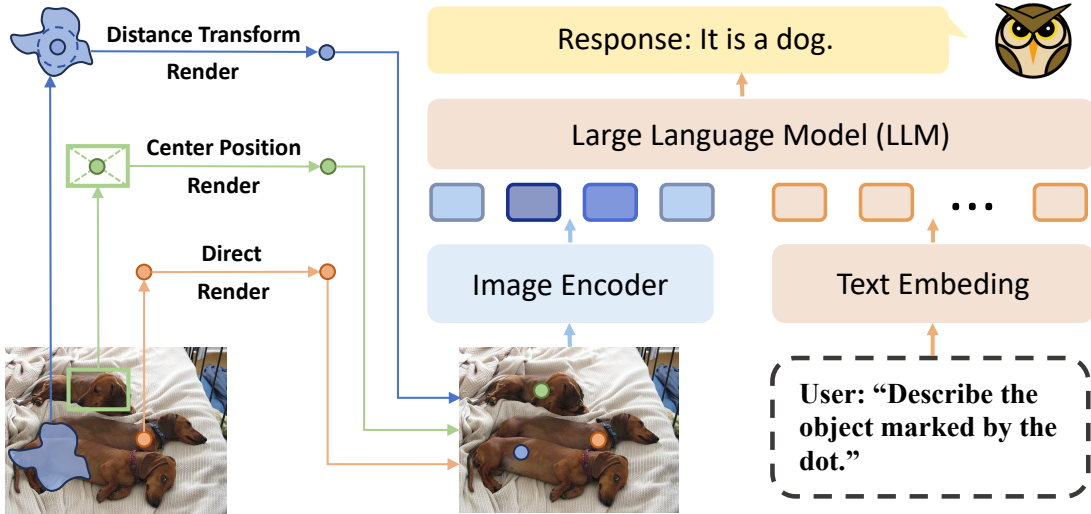 Distance Transform
Render
Center Position
Render
Direct
Render
Response: It is a dog.
Large Language Model (LLM)
...
Image Encoder
Text Embeding
User: “Describe the
object marked by the
dot.”